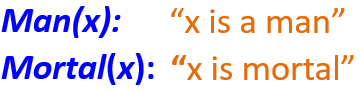 Man(x): “x is a man”
Mortal(x): “x is mortal”